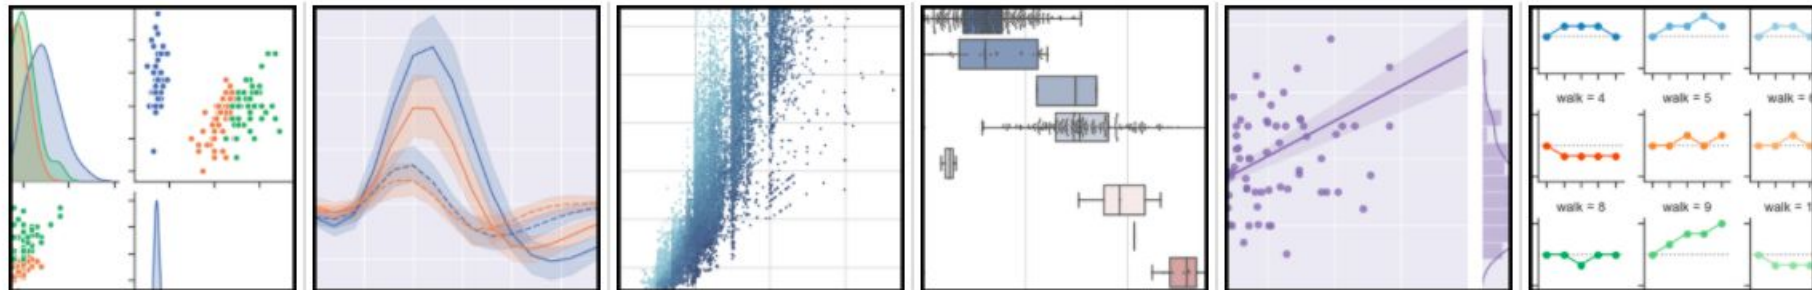 walk = 4
walk = 5
walk = 8
walk = 9